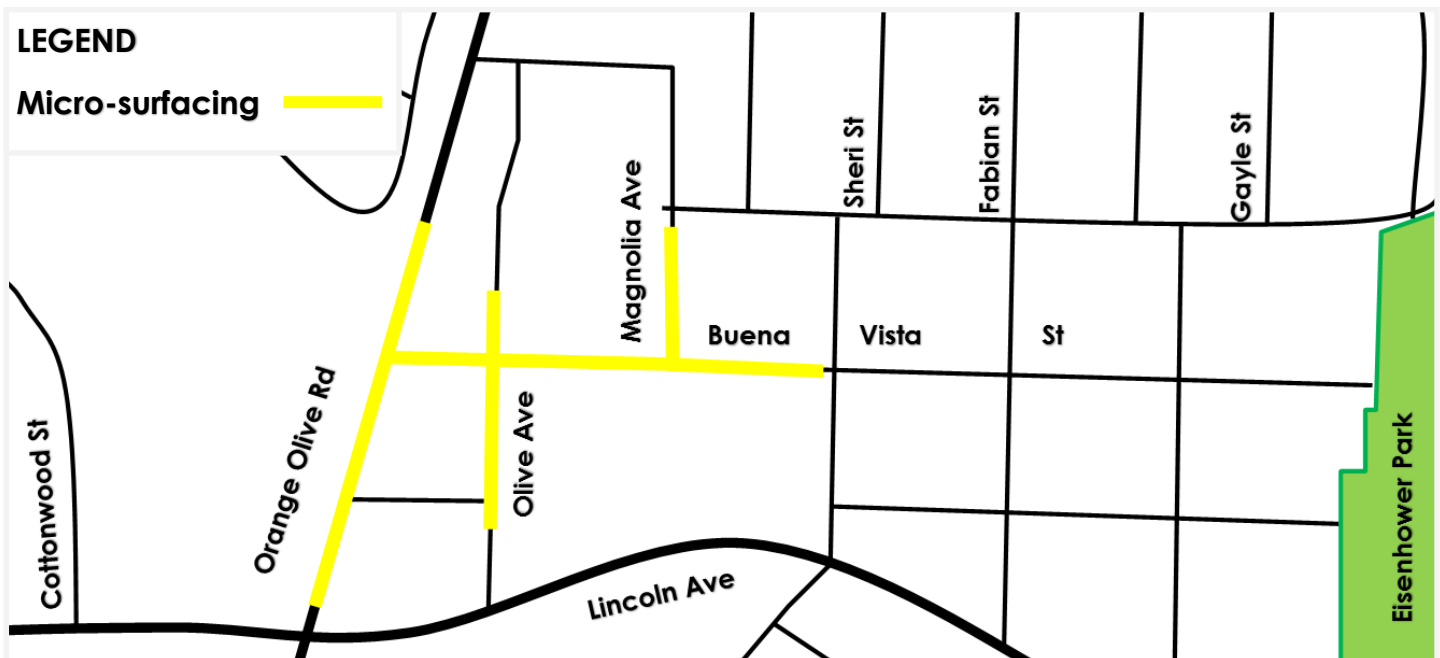 LEGEND
Micro-surfacing
Sheri St
Fabian St
Gayle St
Magnolia Ave
Buena Vista St
Orange Olive Rd
Olive Ave
Cottonwood St
Lincoln Ave
Eisenhower Park